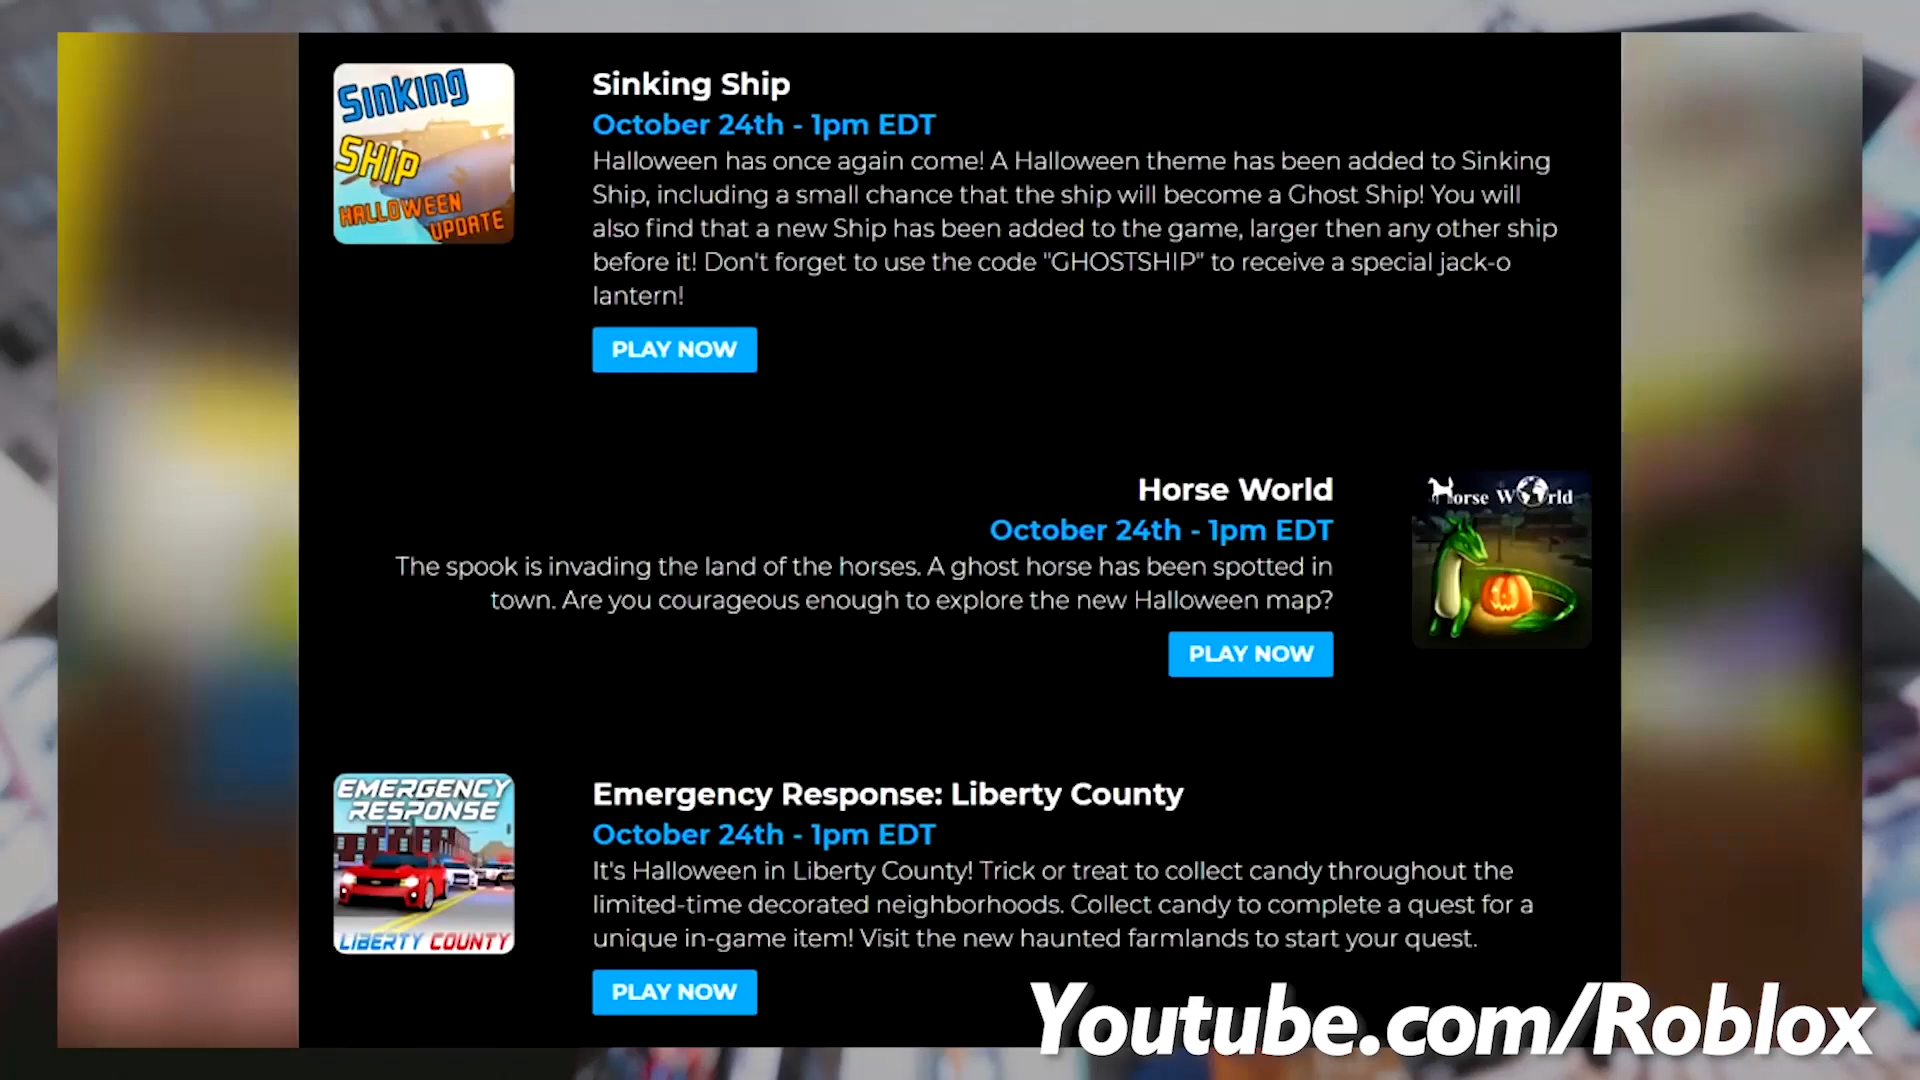 Sinking
Ship
HALLOWEEN
UPDATE
Sinking Ship
October 24th - 1pm EDT
Halloween has once again come! A Halloween theme has been added to Sinking
Ship, including a small chance that the ship will become a Ghost Ship! You will
also find that a new Ship has been added to the game, larger then any other ship
before it! Don't forget to use the code "GHOSTSHIP" to receive a special jack-o
lantern!
PLAY NOW
Horse World
October 24th - 1pm EDT
The spook is invading the land of the horses. A ghost horse has been spotted in
town. Are you courageous enough to explore the new Halloween map?
PLAY NOW
Horse World
EMERGENCY
RESPONSE
LIBERTY COUNTY
Emergency Response: Liberty County
October 24th - 1pm EDT
It's Halloween in Liberty County! Trick or treat to collect candy throughout the
limited-time decorated neighborhoods. Collect candy to complete a quest for a
unique in-game item! Visit the new haunted farmlands to start your quest.
PLAY NOW
Youtube.com/Roblox